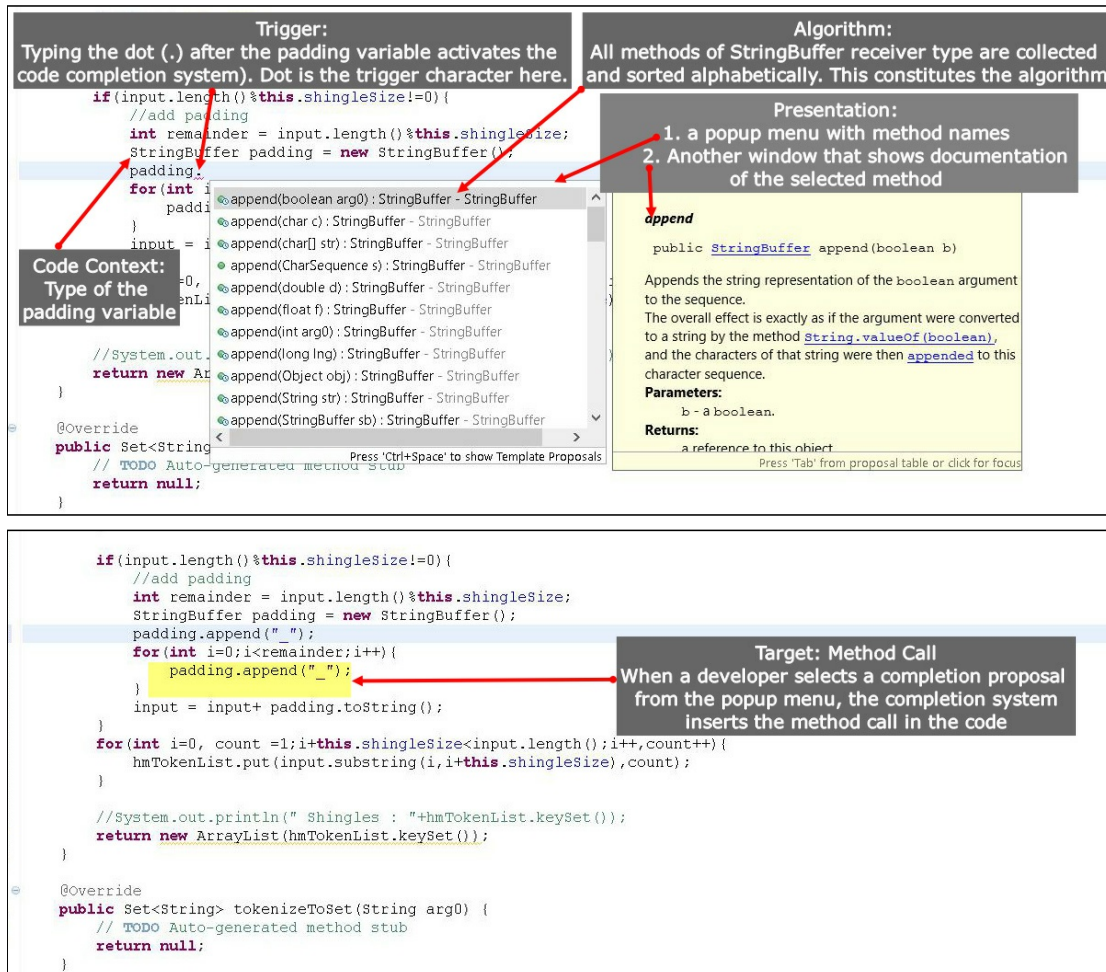 Trigger:
Typing the dot (.) after the padding variable activates the
code completion system). Dot is the trigger character here.
Algorithm:
All methods of StringBuffer receiver type are collected
and sorted alphabetically. This constitutes the algorithm
Presentation:
1. a popup menu with method names
2. Another window that shows documentation
of the selected method
if(input.length()%this.shingleSize!=0){
//add padding
int remainder = input.length()%this.shingleSize;
StringBuffer padding = new StringBuffer();
padding.
for(int i
paddi
}
input = i
Code Context:
Type of the
padding variable
=0,
kenLi
append(boolean arg0) : StringBuffer - StringBuffer
append(char c) : StringBuffer - StringBuffer
append(char[] str) : StringBuffer - StringBuffer
append(CharSequence s) : StringBuffer - StringBuffer
append(double d) : StringBuffer - StringBuffer
append(float f) : StringBuffer - StringBuffer
append(int arg0) : StringBuffer - StringBuffer
append(long lng) : StringBuffer - StringBuffer
append(Object obj) : StringBuffer - StringBuffer
append(String str) : StringBuffer - StringBuffer
append(StringBuffer sb) : StringBuffer - StringBuffer
Press 'Ctrl+Space' to show Template Proposals
append
public StringBuffer append(boolean b)
Appends the string representation of the boolean argument
to the sequence.
The overall effect is exactly as if the argument were converted
to a string by the method String.valueOf(boolean),
and the characters of that string were then appended to this
character sequence.
Parameters:
b - a boolean.
Returns:
a reference to this object
Press 'Tab' from proposal table or click for focus
//System.out.
return new Ar
}
@Override
public Set<String
// TODO Auto-generated method stub
return null;
}
if(input.length()%this.shingleSize!=0){
//add padding
int remainder = input.length()%this.shingleSize;
StringBuffer padding = new StringBuffer();
padding.append("_");
for(int i=0;i<remainder;i++){
padding.append("_");
}
input = input+ padding.toString();
}
Target: Method Call
When a developer selects a completion proposal
from the popup menu, the completion system
inserts the method call in the code
for(int i=0, count =1;i+this.shingleSize<input.length();i++,count++){
hmTokenList.put(input.substring(i,i+this.shingleSize),count);
}
//System.out.println(" Shingles : "+hmTokenList.keySet());
return new ArrayList(hmTokenList.keySet());
}
@Override
public Set<String> tokenizeToSet(String arg0) {
// TODO Auto-generated method stub
return null;
}